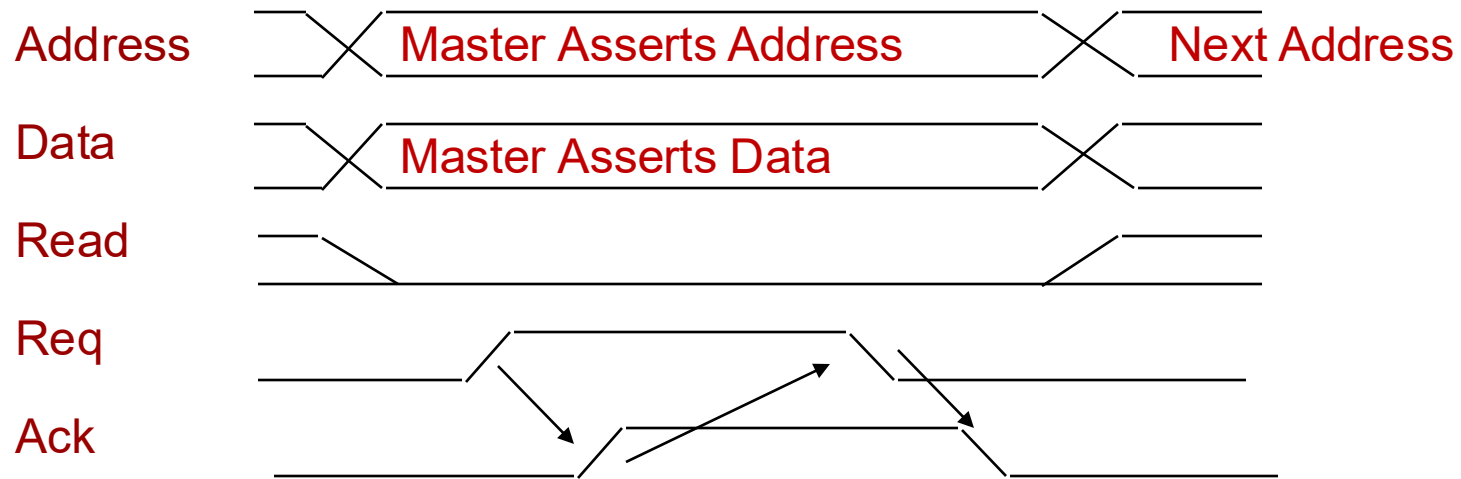 Address Master Asserts Address Next Address
Data Master Asserts Data
Read
Req
Ack